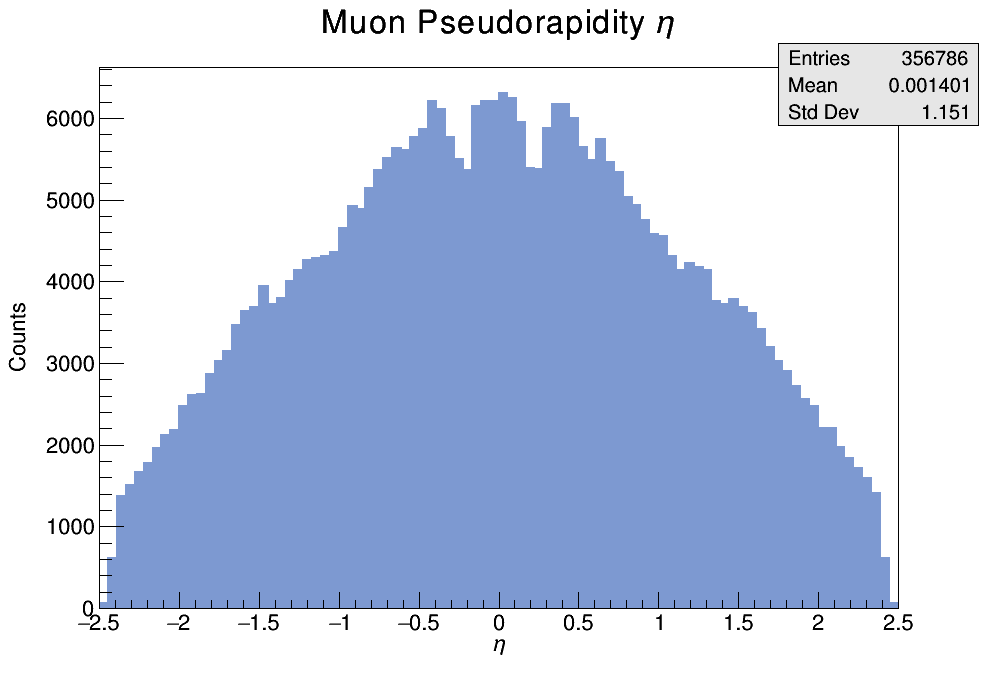 Muon Pseudorapidity η
Entries 356786
Mean 0.001401
Std Dev 1.151
6000
5000
4000
3000
2000
1000
0
Counts
−2.5 −2 −1.5 −1 −0.5 0 0.5 1 1.5 2 2.5
η